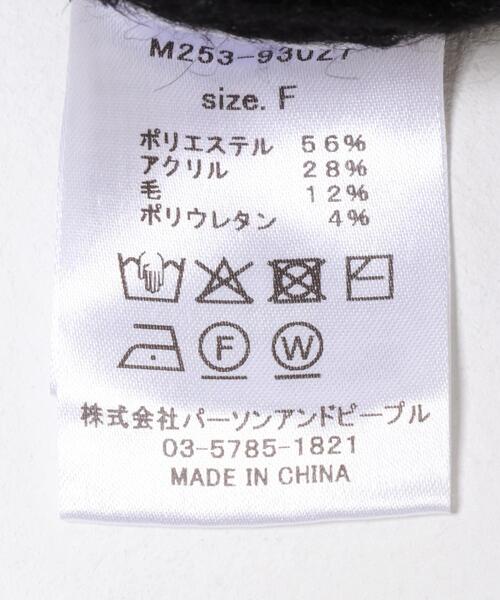 M253-93027
size. F
ポリエステル 56%
アクリル 28%
毛 12%
ポリウレタン 4%
F W
株式会社パーソンアンドピープル
03-5785-1821
MADE IN CHINA